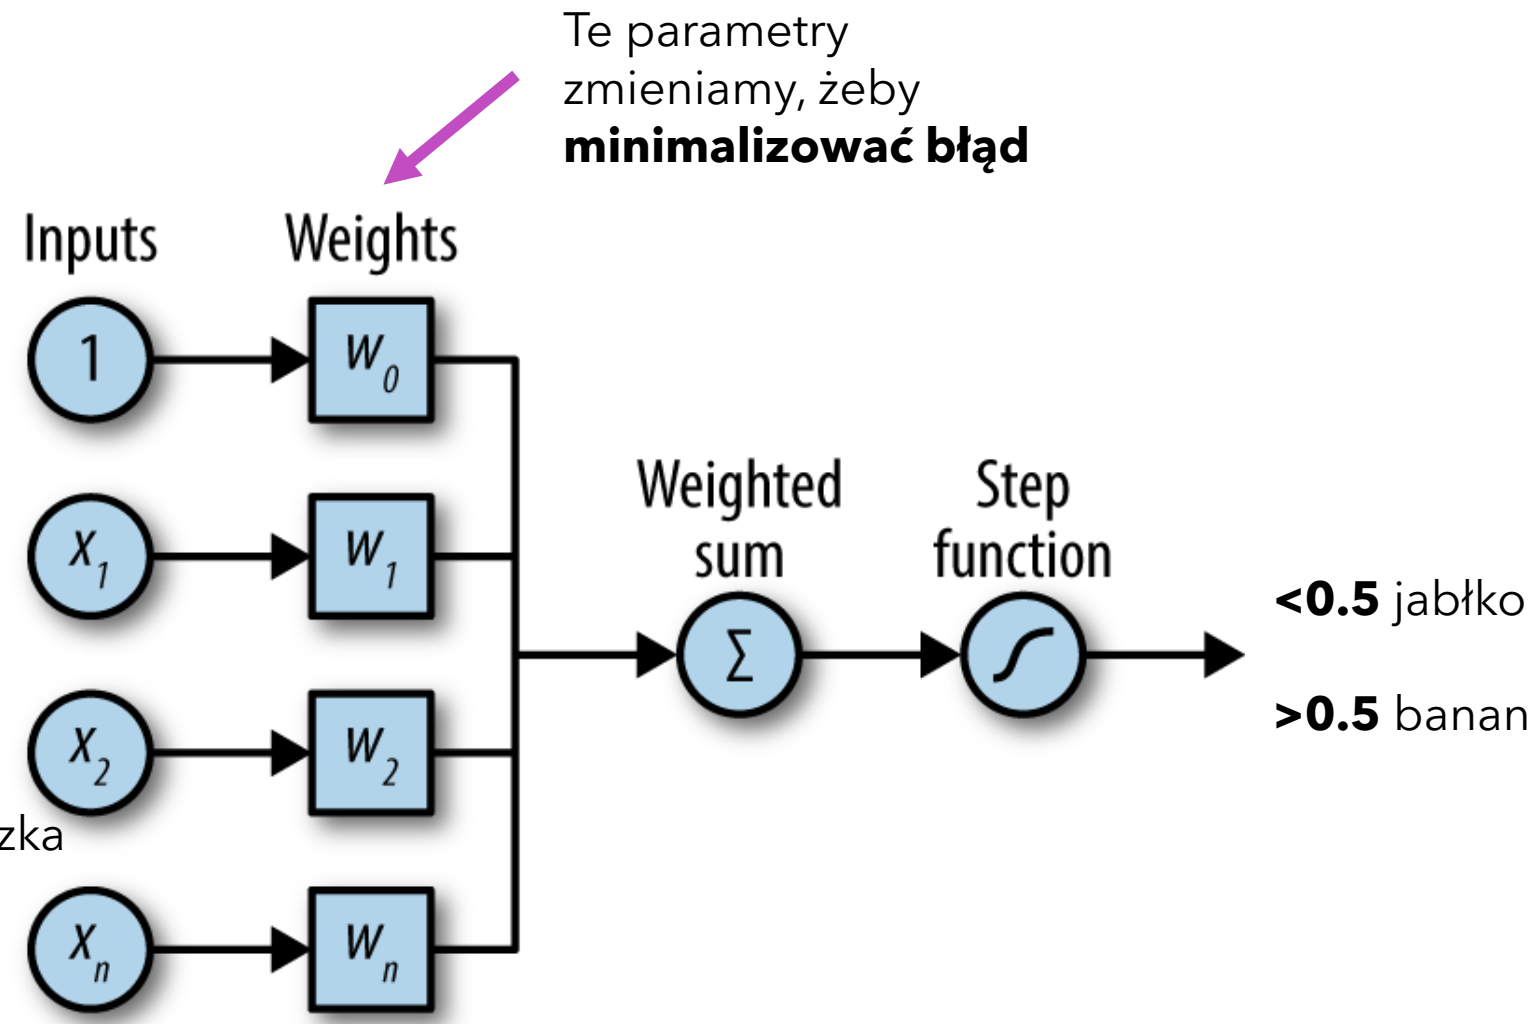 Te parametry
zmieniamy, żeby
minimalizować błąd
Inputs
Weights
1
w0
x1
w1
x2
w2
xn
wn
Weighted
sum
Σ
Step
function
<0.5 jabłko
>0.5 banan
zka